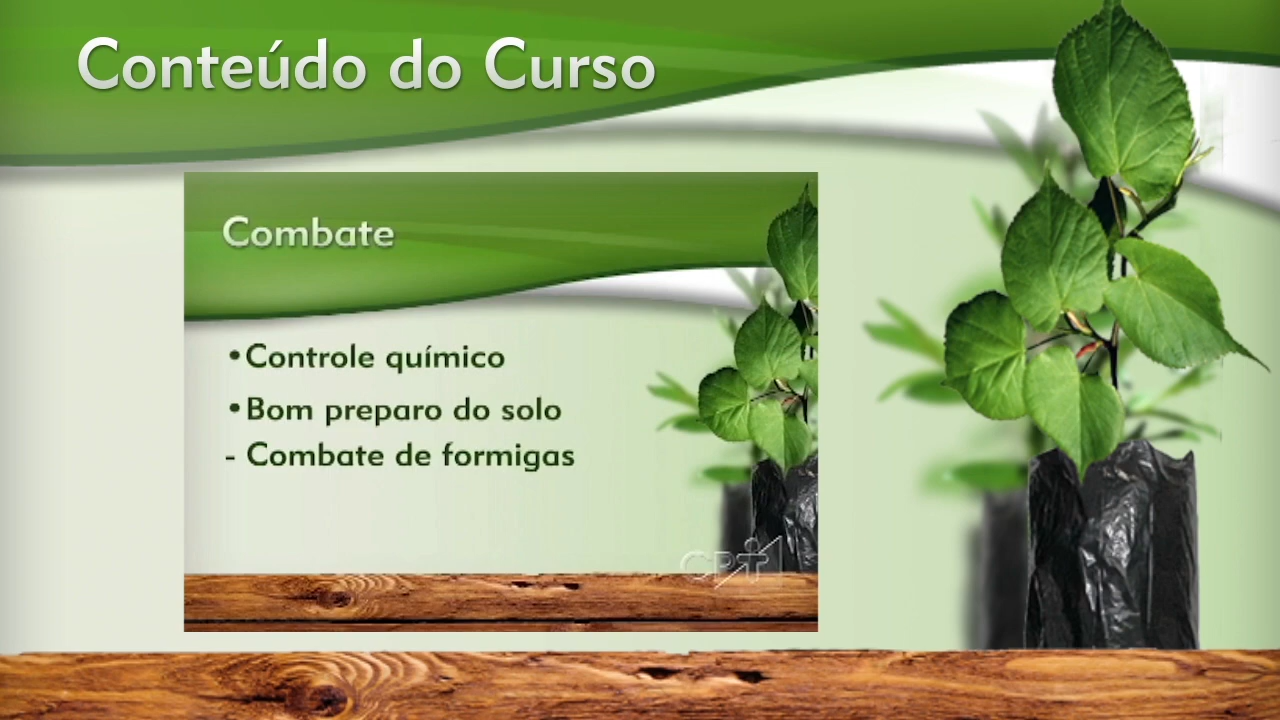 Conteúdo do Curso
Combate
•Controle químico
•Bom preparo do solo
- Combate de formigas
CPT